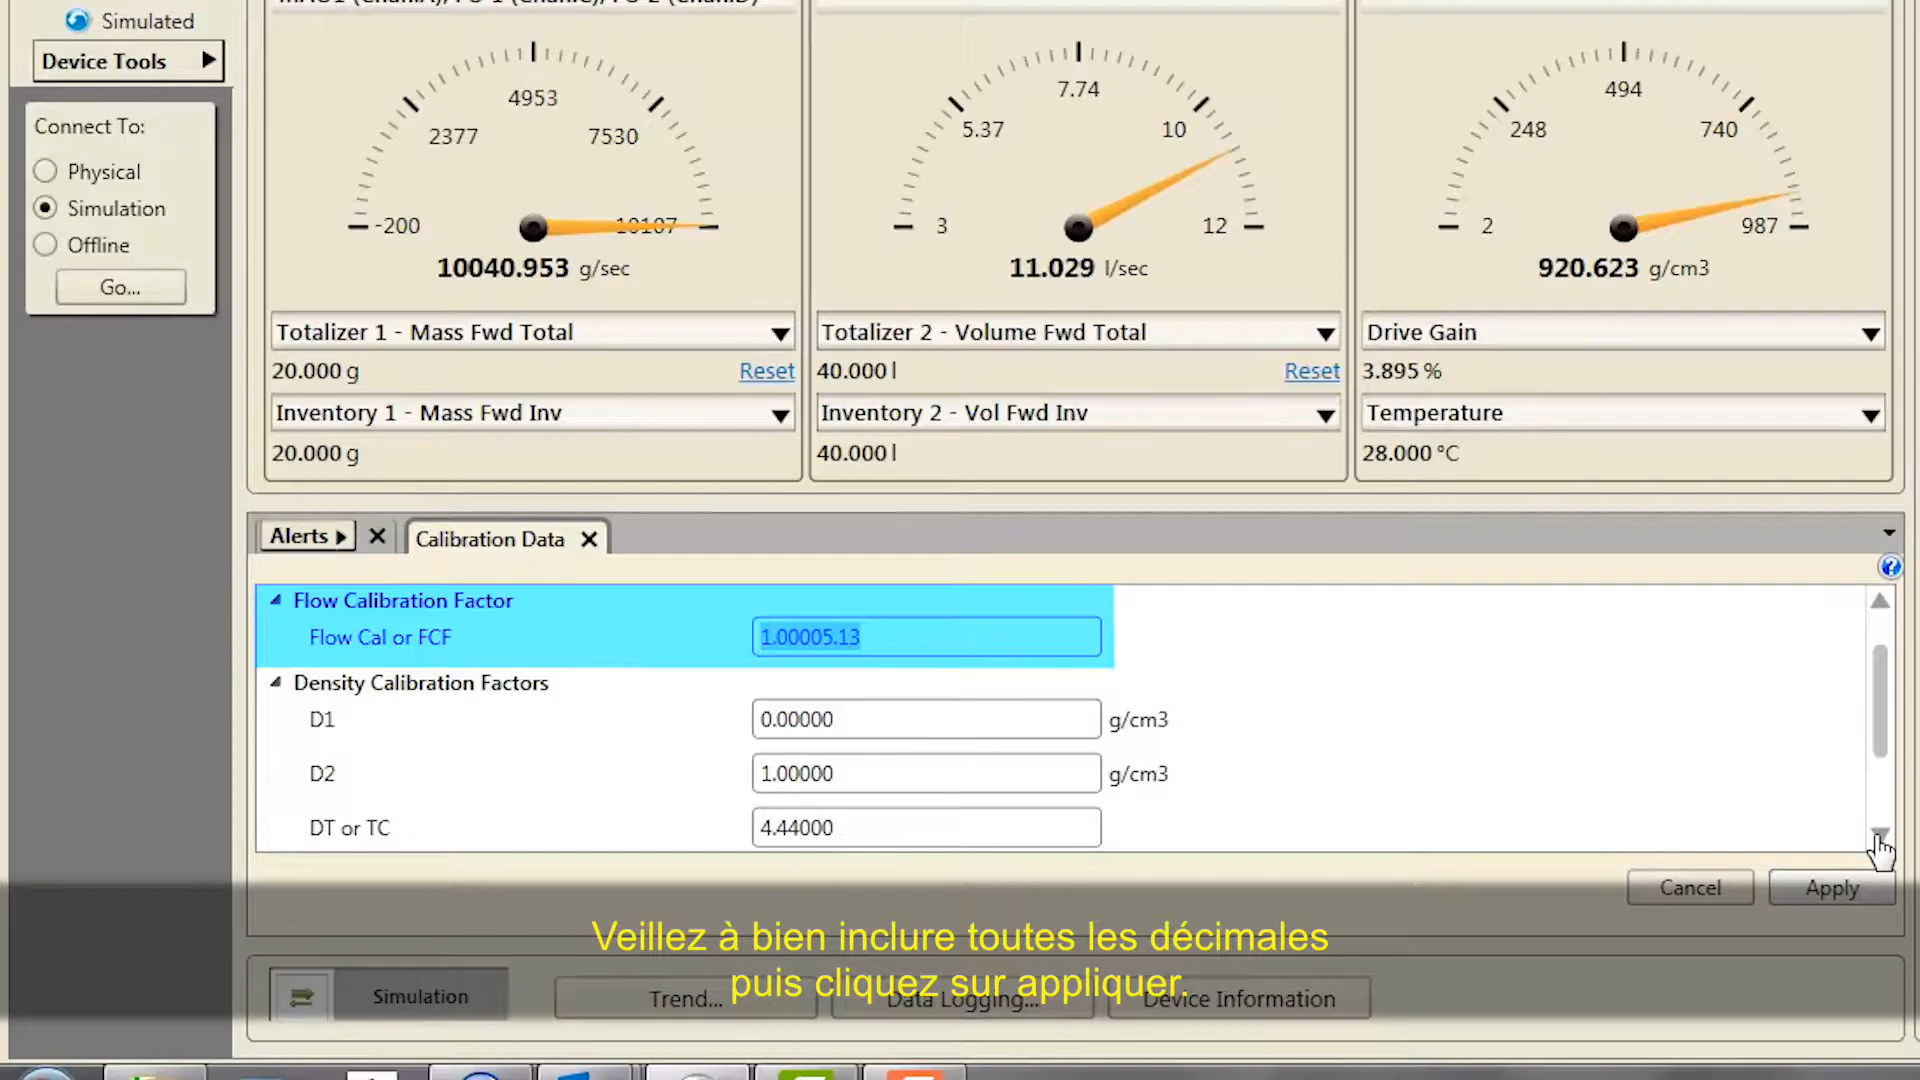 Simulated
Device Tools
Connect To:
Physical
Simulation
Offline
Go...
-200
2377
4953
7530
10107
10040.953 g/sec
Totalizer 1 - Mass Fwd Total
20.000 g Reset
Inventory 1 - Mass Fwd Inv
20.000 g
3
5.37
7.74
10
12
11.029 l/sec
Totalizer 2 - Volume Fwd Total
40.000 l Reset
Inventory 2 - Vol Fwd Inv
40.000 l
2
248
494
740
987
920.623 g/cm3
Drive Gain
3.895 %
Temperature
28.000 °C
Alerts
Calibration Data
Flow Calibration Factor
Flow Cal or FCF 1.00005.13
Density Calibration Factors
D1 0.00000 g/cm3
D2 1.00000 g/cm3
DT or TC 4.44000
Cancel Apply
Veillez à bien inclure toutes les décimales
puis cliquez sur appliquer.
Simulation Trend... Data Logging... Device Information